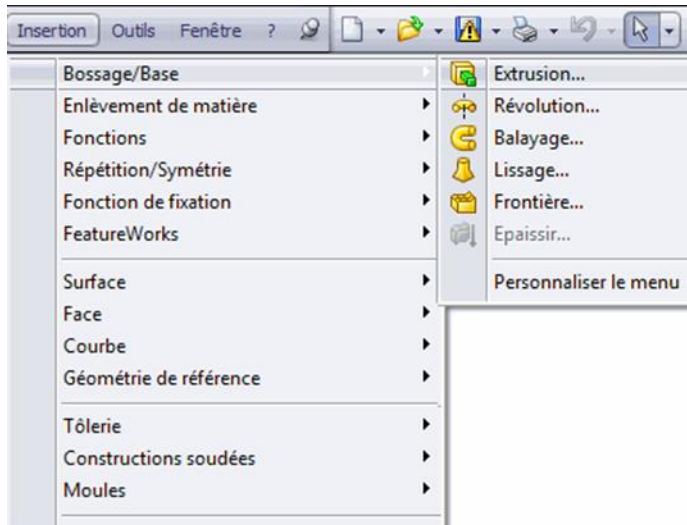 Insertion Outils Fenêtre ?
Bossage/Base
Enlèvement de matière
Fonctions
Répétition/Symétrie
Fonction de fixation
FeatureWorks
Surface
Face
Courbe
Géométrie de référence
Tôlerie
Constructions soudées
Moules
Extrusion...
Révolution...
Balayage...
Lissage...
Frontière...
Epaissir...
Personnaliser le menu